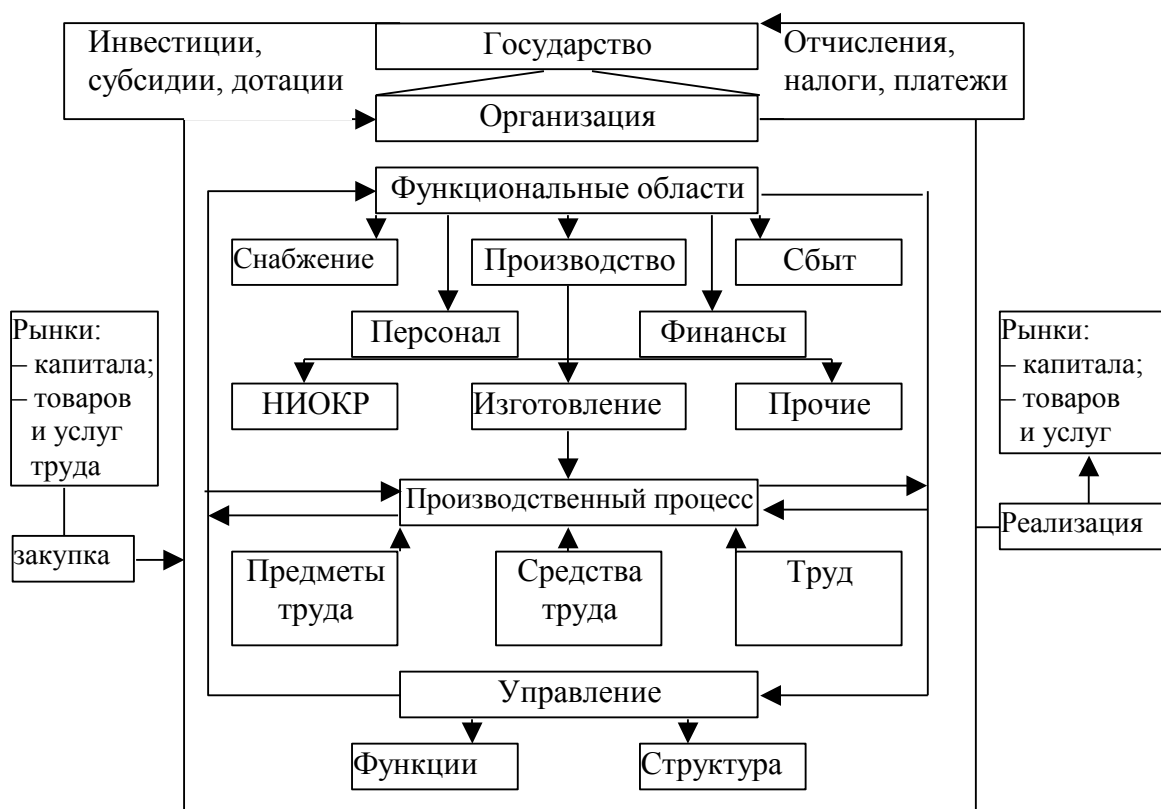 Инвестиции,
субсидии, дотации
Государство
Отчисления,
налоги, платежи
Организация
Функциональные области
Снабжение
Производство
Сбыт
Персонал
Финансы
НИОКР
Изготовление
Прочие
Рынки:
– капитала;
– товаров
и услуг
труда
закупка
Рынки:
– капитала;
– товаров
и услуг
Реализация
Производственный процесс
Предметы
труда
Средства
труда
Труд
Управление
Функции
Структура